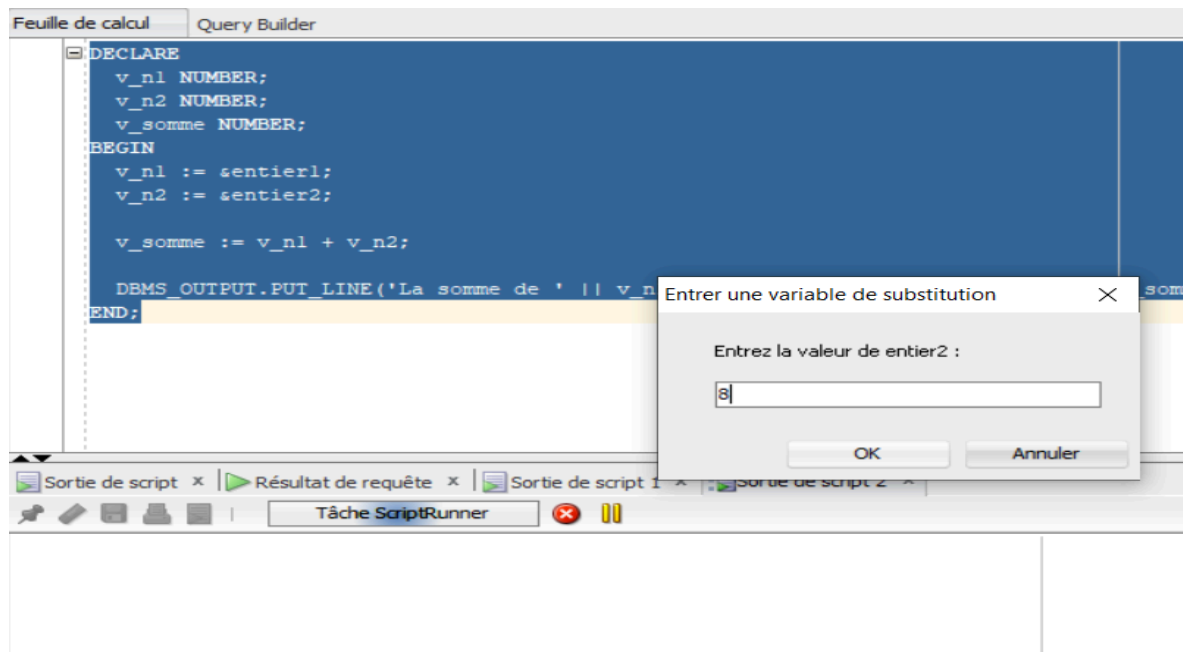 Feuille de calcul Query Builder
DECLARE
v_n1 NUMBER;
v_n2 NUMBER;
v_somme NUMBER;
BEGIN
v_n1 := &entier1;
v_n2 := &entier2;
v_somme := v_n1 + v_n2;
DBMS_OUTPUT.PUT_LINE('La somme de ' || v_n
END;
Entrer une variable de substitution
Entrez la valeur de entier2 :
8
OK Annuler
Sortie de script Résultat de requête Sortie de script 1 Sortie de script 2
Tâche ScriptRunner